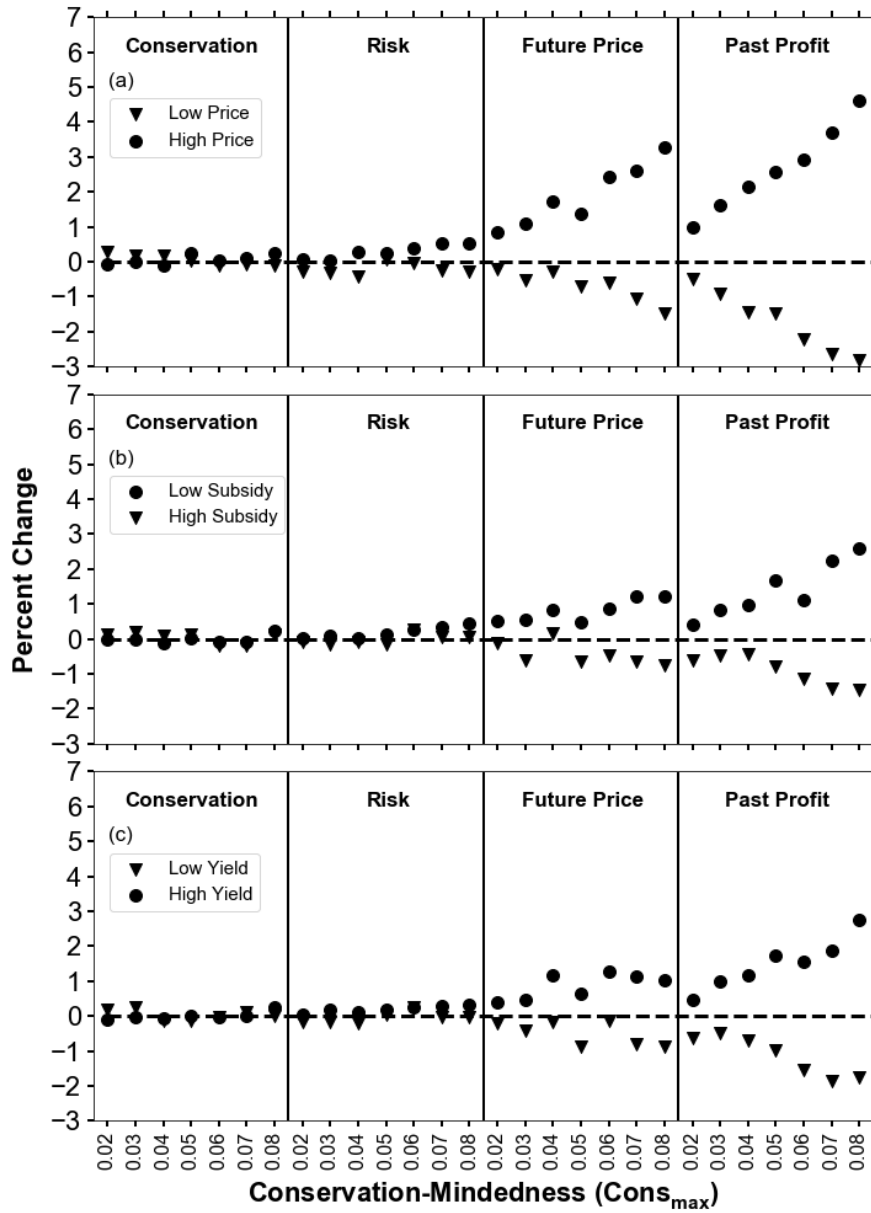 7
6
5
4
3
2
1
0
−1
−2
−3
Conservation Risk Future Price Past Profit
(a)
Low Price
High Price
7
6
5
4
3
2
1
0
−1
−2
−3
Conservation Risk Future Price Past Profit
(b)
Low Subsidy
High Subsidy
Percent Change
7
6
5
4
3
2
1
0
−1
−2
−3
Conservation Risk Future Price Past Profit
(c)
Low Yield
High Yield
0.02 0.03 0.04 0.05 0.06 0.07 0.08 0.02 0.03 0.04 0.05 0.06 0.07 0.08 0.02 0.03 0.04 0.05 0.06 0.07 0.08 0.02 0.03 0.04 0.05 0.06 0.07 0.08
Conservation-Mindedness (Cons_max)